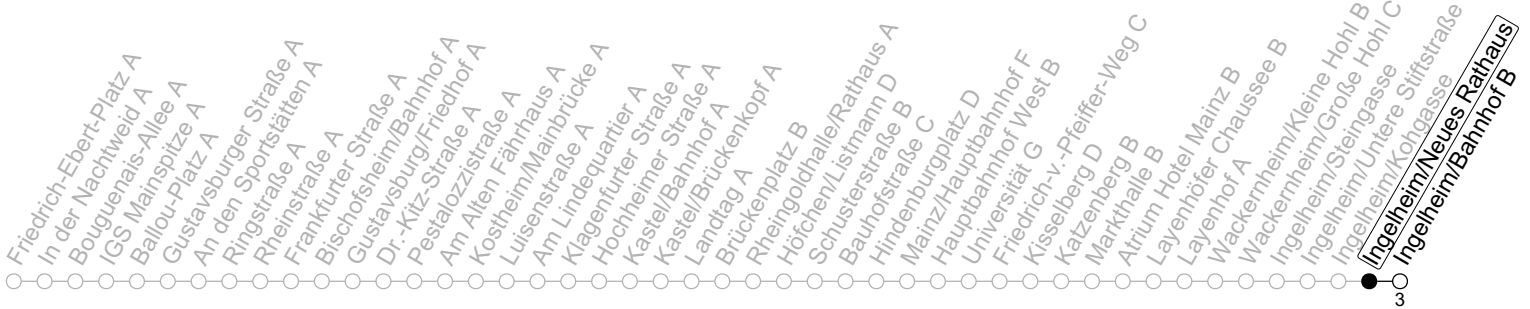 Friedrich-Ebert-Platz A
In der Nachtweid A
Bouguenais-Allee A
IGS Mainspitze A
Ballou-Platz A
Gustavsburger Straße A
An den Sportstätten A
Ringstraße A
Rheinstraße A
Frankfurter Straße A
Bischofsheim/Bahnhof A
Gustavsburg/Friedhof A
Dr.-Kitz-Straße A
Pestalozzistraße A
Am Alten Fährhaus A
Kostheim/Mainbrücke A
Luisenstraße A
Am Lindequartier A
Klagenfurter Straße A
Hochheimer Straße A
Kastel/Bahnhof A
Kastel/Brückenkopf A
Landtag A
Brückenplatz B
Rheingoldhalle/Rathaus A
Höfchen/Listmann D
Schusterstraße B
Bauhofstraße C
Hindenburgplatz D
Mainz/Hauptbahnhof F
Hauptbahnhof West B
Universität G
Friedrich-v.-Pfeiffer-Weg C
Kisselberg D
Katzenberg B
Markthalle B
Atrium Hotel Mainz B
Layenhöfer Chaussee B
Layenhof A
Wackernheim/Kleine Hohl B
Wackernheim/Große Hohl C
Ingelheim/Steingasse
Ingelheim/Untere Stiftstraße
Ingelheim/Rohgasse
Ingelheim/Neues Rathaus
Ingelheim/Bahnhof B
3